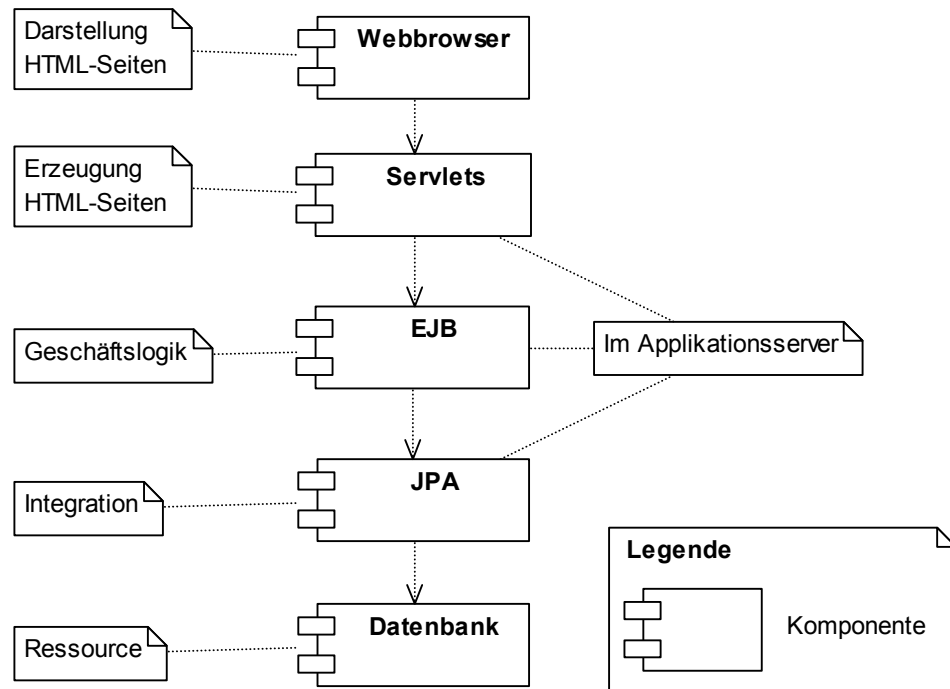 Darstellung
HTML-Seiten
Webbrowser
Erzeugung
HTML-Seiten
Servlets
Geschäftslogik
EJB
Im Applikationsserver
Integration
JPA
Ressource
Datenbank
Legende
Komponente